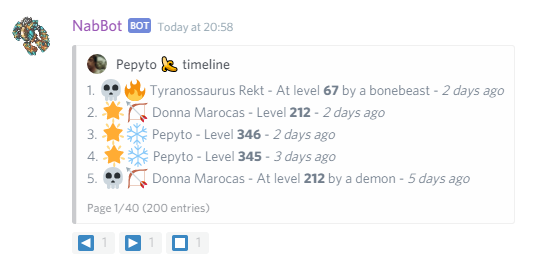 NabBot BOT Today at 20:58
Pepyto timeline
1. Tyranossaurus Rekt - At level 67 by a bonebeast - 2 days ago
2. Donna Marocas - Level 212 - 2 days ago
3. Pepyto - Level 346 - 2 days ago
4. Pepyto - Level 345 - 3 days ago
5. Donna Marocas - At level 212 by a demon - 5 days ago
Page 1/40 (200 entries)
1 1 1